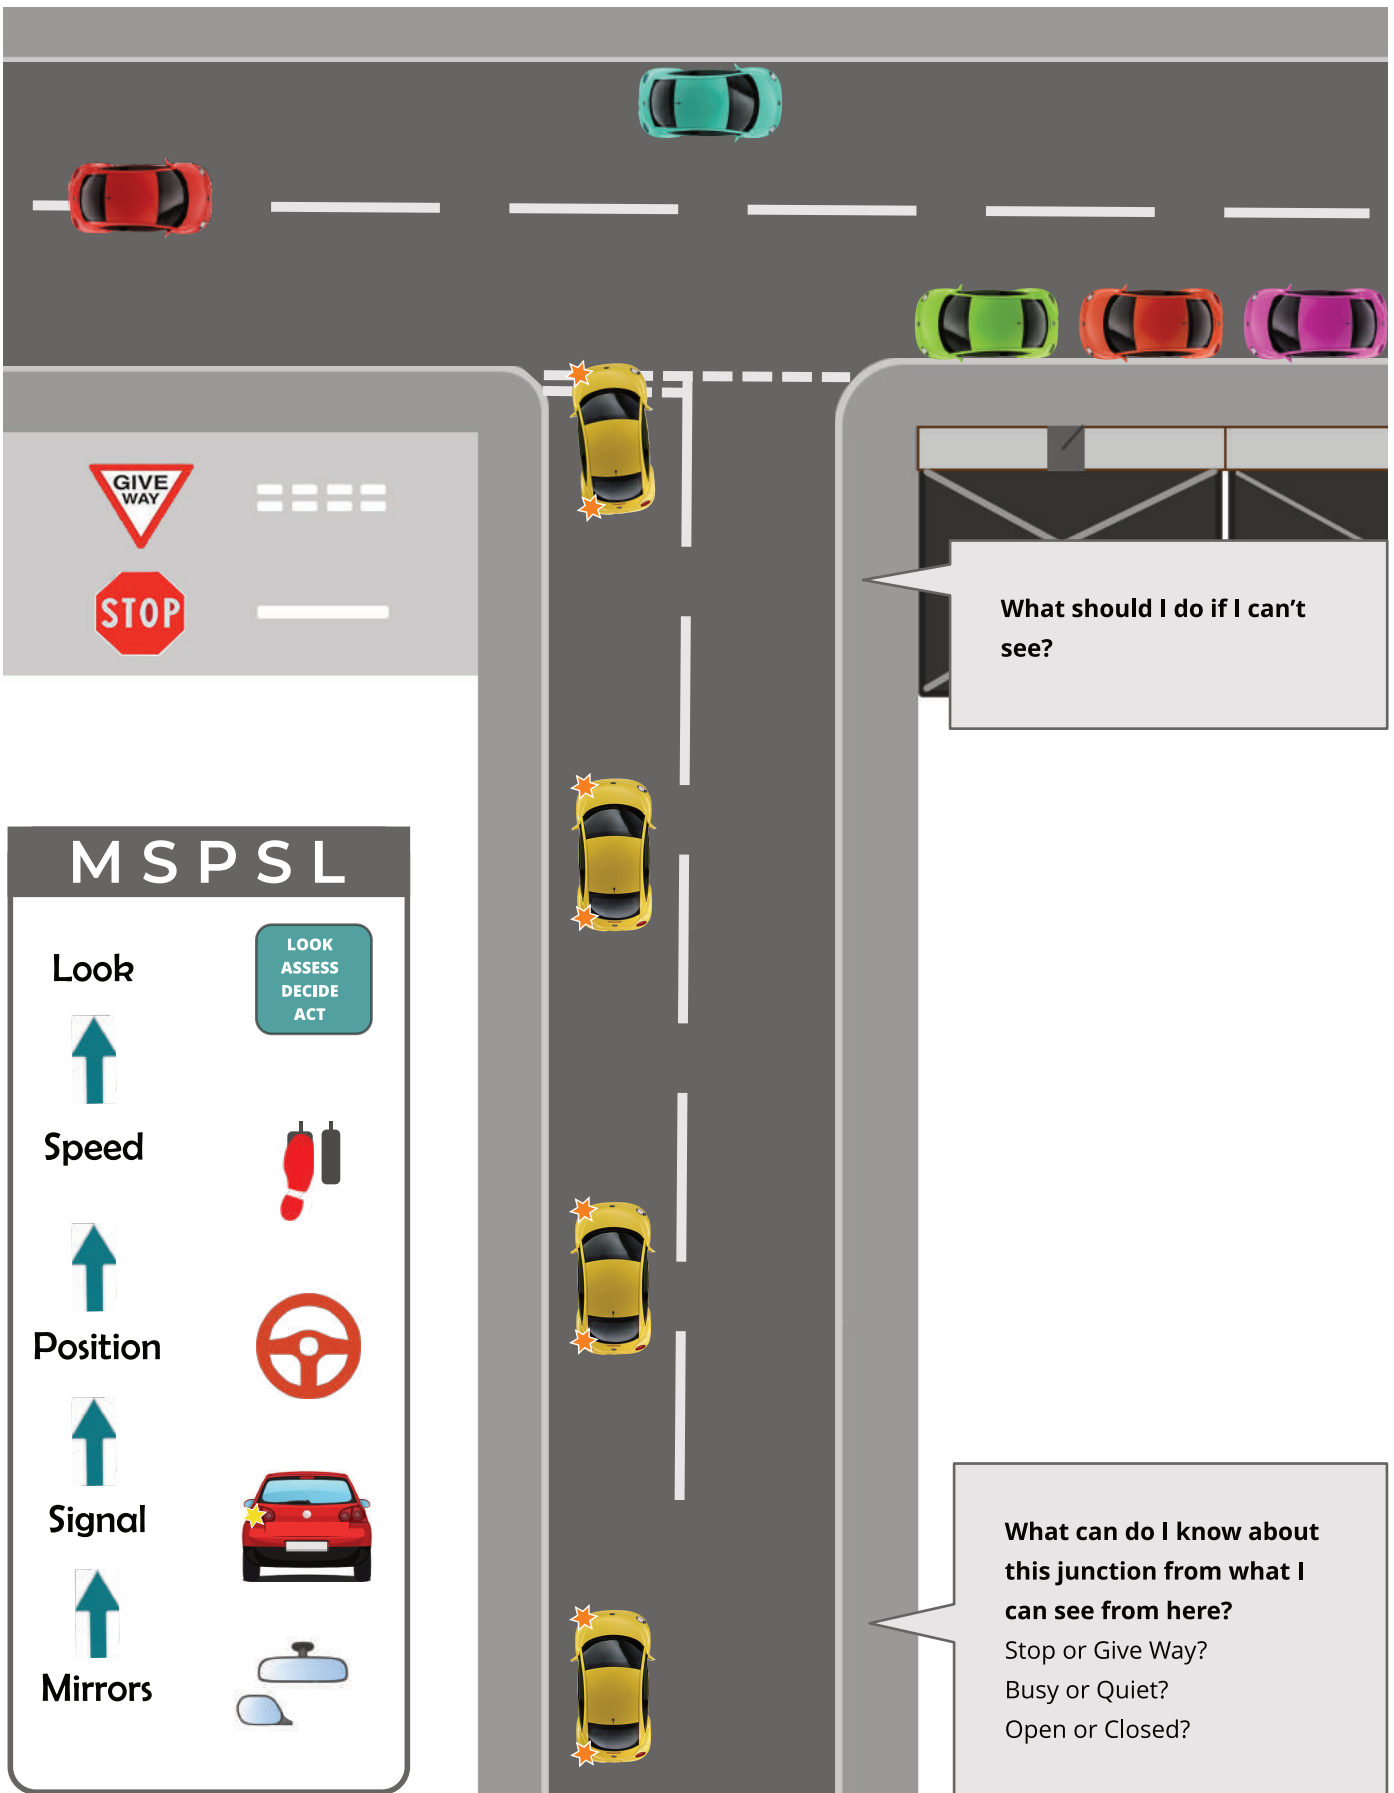 GIVE
WAY
STOP
What should I do if I can't
see?
M S P S L
Look
LOOK
ASSESS
DECIDE
ACT
Speed
Position
Signal
Mirrors
What can do I know about
this junction from what I
can see from here?
Stop or Give Way?
Busy or Quiet?
Open or Closed?